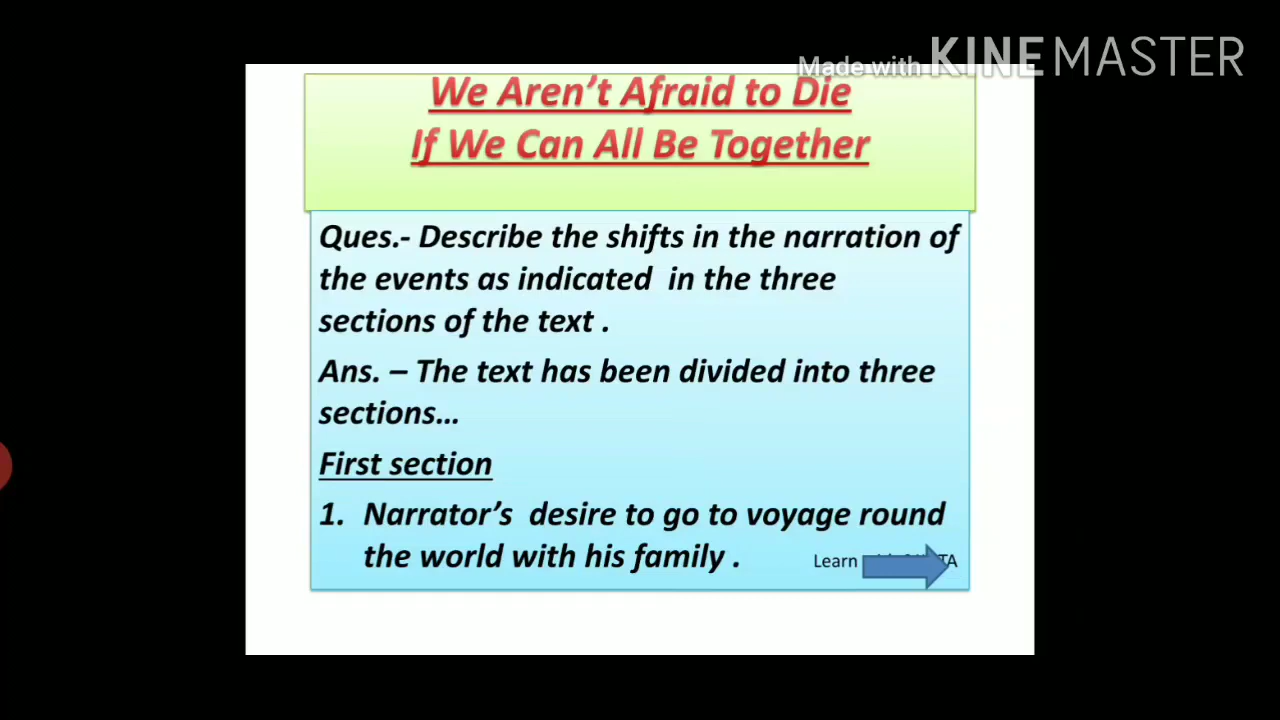 Made with KINEMASTER
We Aren't Afraid to Die
If We Can All Be Together
Ques.- Describe the shifts in the narration of
the events as indicated in the three
sections of the text .
Ans. – The text has been divided into three
sections...
First section
1. Narrator's desire to go to voyage round
the world with his family .
Learn